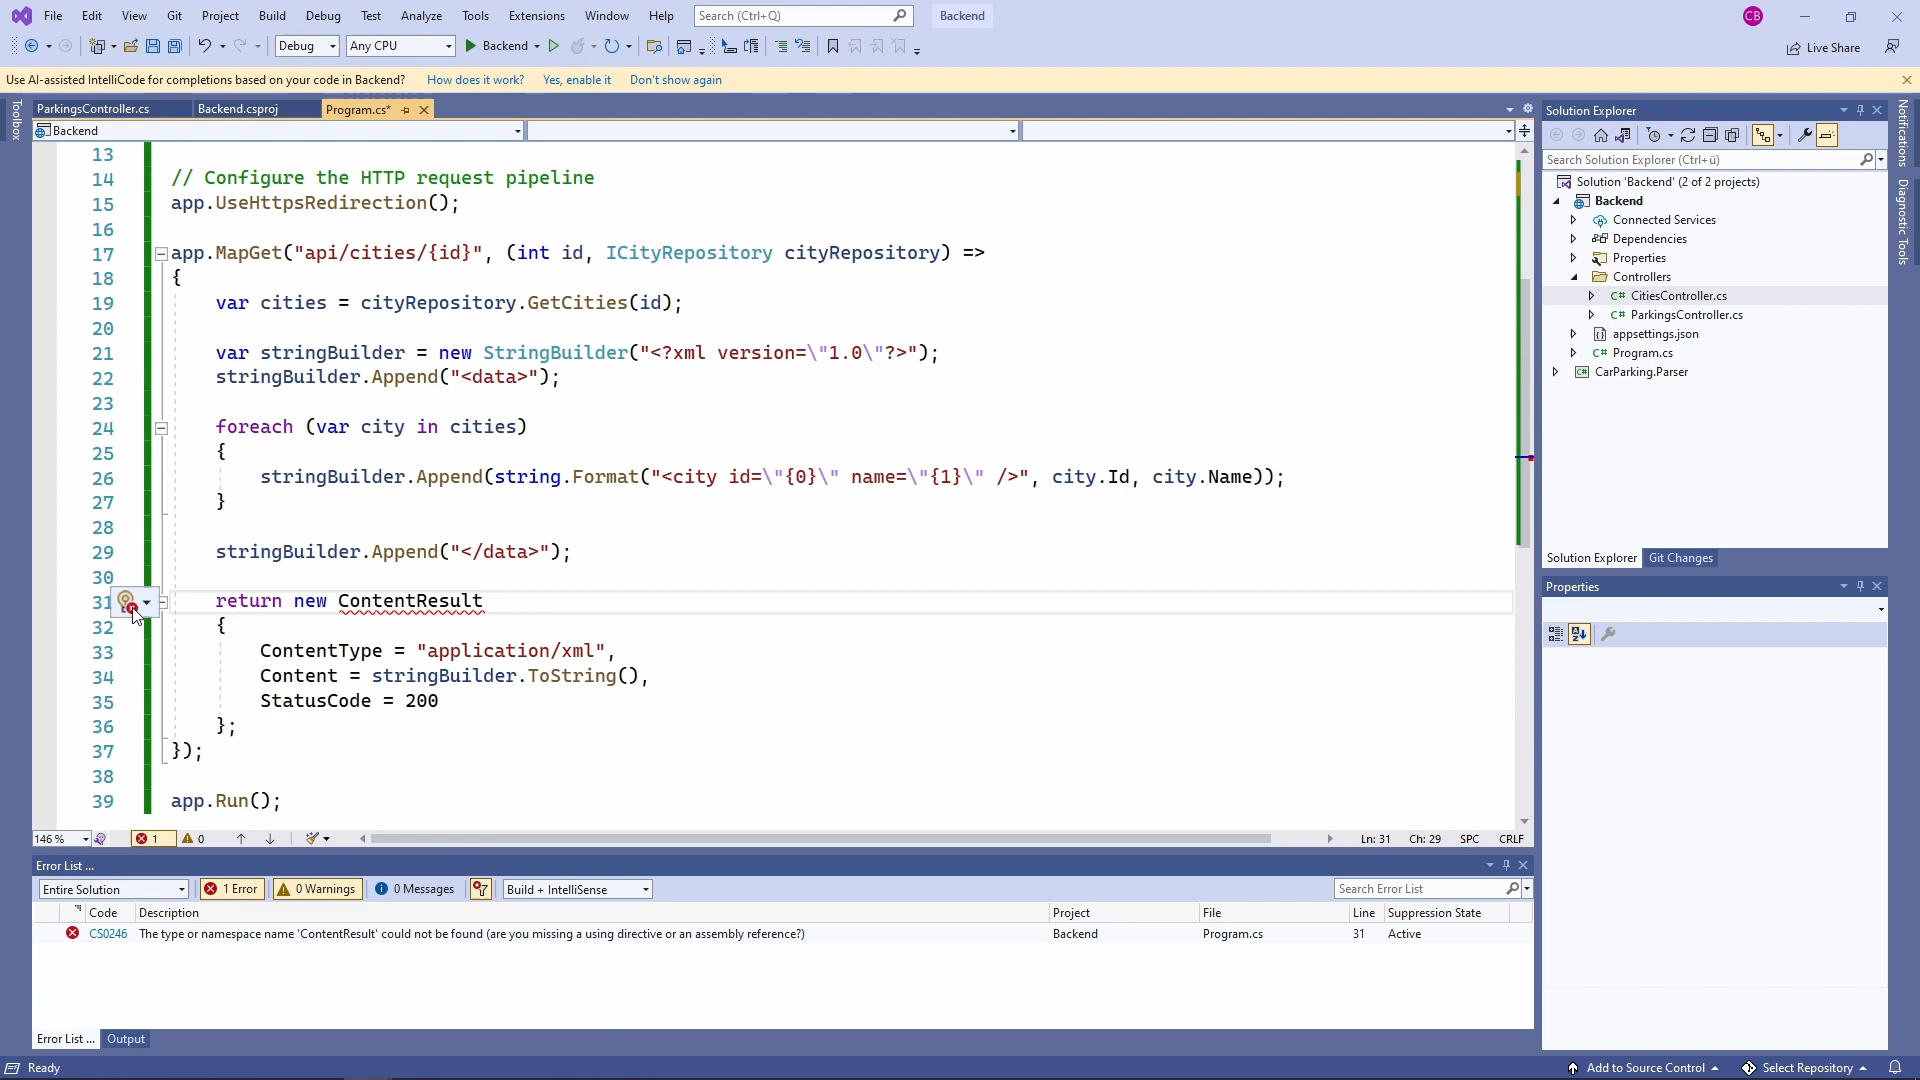 File Edit View Git Project Build Debug Test Analyze Tools Extensions Window Help Search (Ctrl+Q) Backend CB
Debug Any CPU Backend Live Share
Use AI-assisted IntelliCode for completions based on your code in Backend? How does it work? Yes, enable it Don't show again
Toolbox
ParkingsController.cs Backend.csproj Program.cs*
Backend
13
14 // Configure the HTTP request pipeline
15 app.UseHttpsRedirection();
16
17 app.MapGet("api/cities/{id}", (int id, ICityRepository cityRepository) =>
18 {
19 var cities = cityRepository.GetCities(id);
20
21 var stringBuilder = new StringBuilder("<?xml version=\"1.0\"?>");
22 stringBuilder.Append("<data>");
23
24 foreach (var city in cities)
25 {
26 stringBuilder.Append(string.Format("<city id=\"{0}\" name=\"{1}\" />", city.Id, city.Name));
27 }
28
29 stringBuilder.Append("</data>");
30
31 return new ContentResult
32 {
33 ContentType = "application/xml",
34 Content = stringBuilder.ToString(),
35 StatusCode = 200
36 };
37 });
38
39 app.Run();
146 % 1 0 Ln: 31 Ch: 29 SPC CRLF
Error List ...
Entire Solution 1 Error 0 Warnings 0 Messages Build + IntelliSense Search Error List
Code Description Project File Line Suppression State
CS0246 The type or namespace name 'ContentResult' could not be found (are you missing a using directive or an assembly reference?) Backend Program.cs 31 Active
Error List ... Output
Solution Explorer
Search Solution Explorer (Ctrl+ü)
Solution 'Backend' (2 of 2 projects)
Backend
Connected Services
Dependencies
Properties
Controllers
C# CitiesController.cs
C# ParkingsController.cs
appsettings.json
C# Program.cs
C# CarParking.Parser
Solution Explorer Git Changes
Properties
Notifications
Diagnostic Tools
Ready Add to Source Control Select Repository